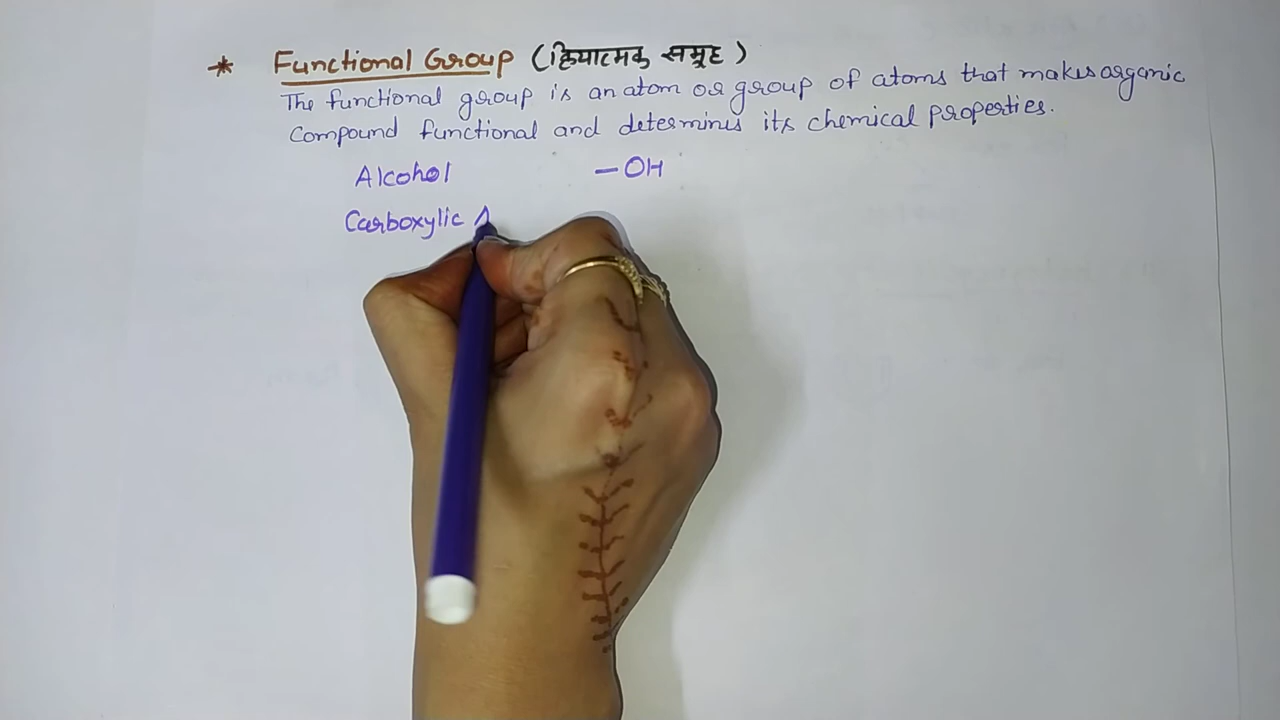 * Functional Group (क्रियात्मक समूह)
The functional group is an atom or group of atoms that makes organic
Compound functional and determines its chemical properties.
Alcohol —OH
Carboxylic A